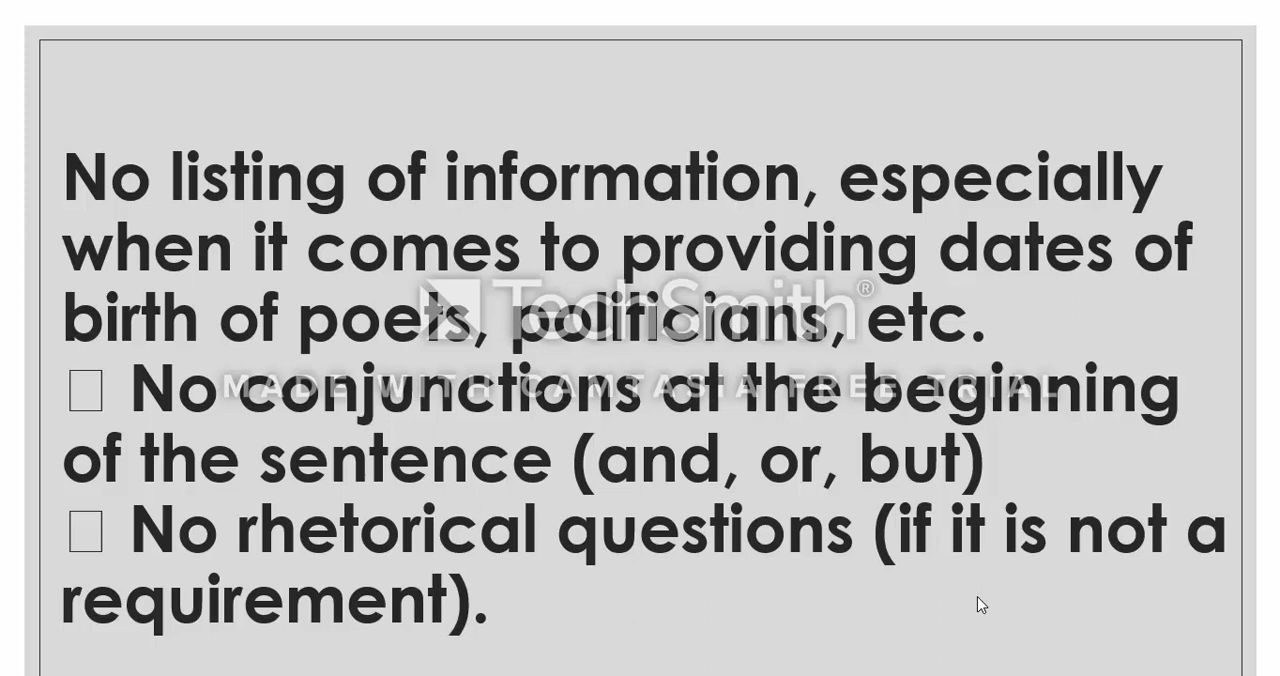 No listing of information, especially
when it comes to providing dates of
birth of poets, politicians, etc.
TechSmith®
□ No conjunctions at the beginning
MADE WITH CAMTASIA FREE TRIAL
of the sentence (and, or, but)
□ No rhetorical questions (if it is not a
requirement).